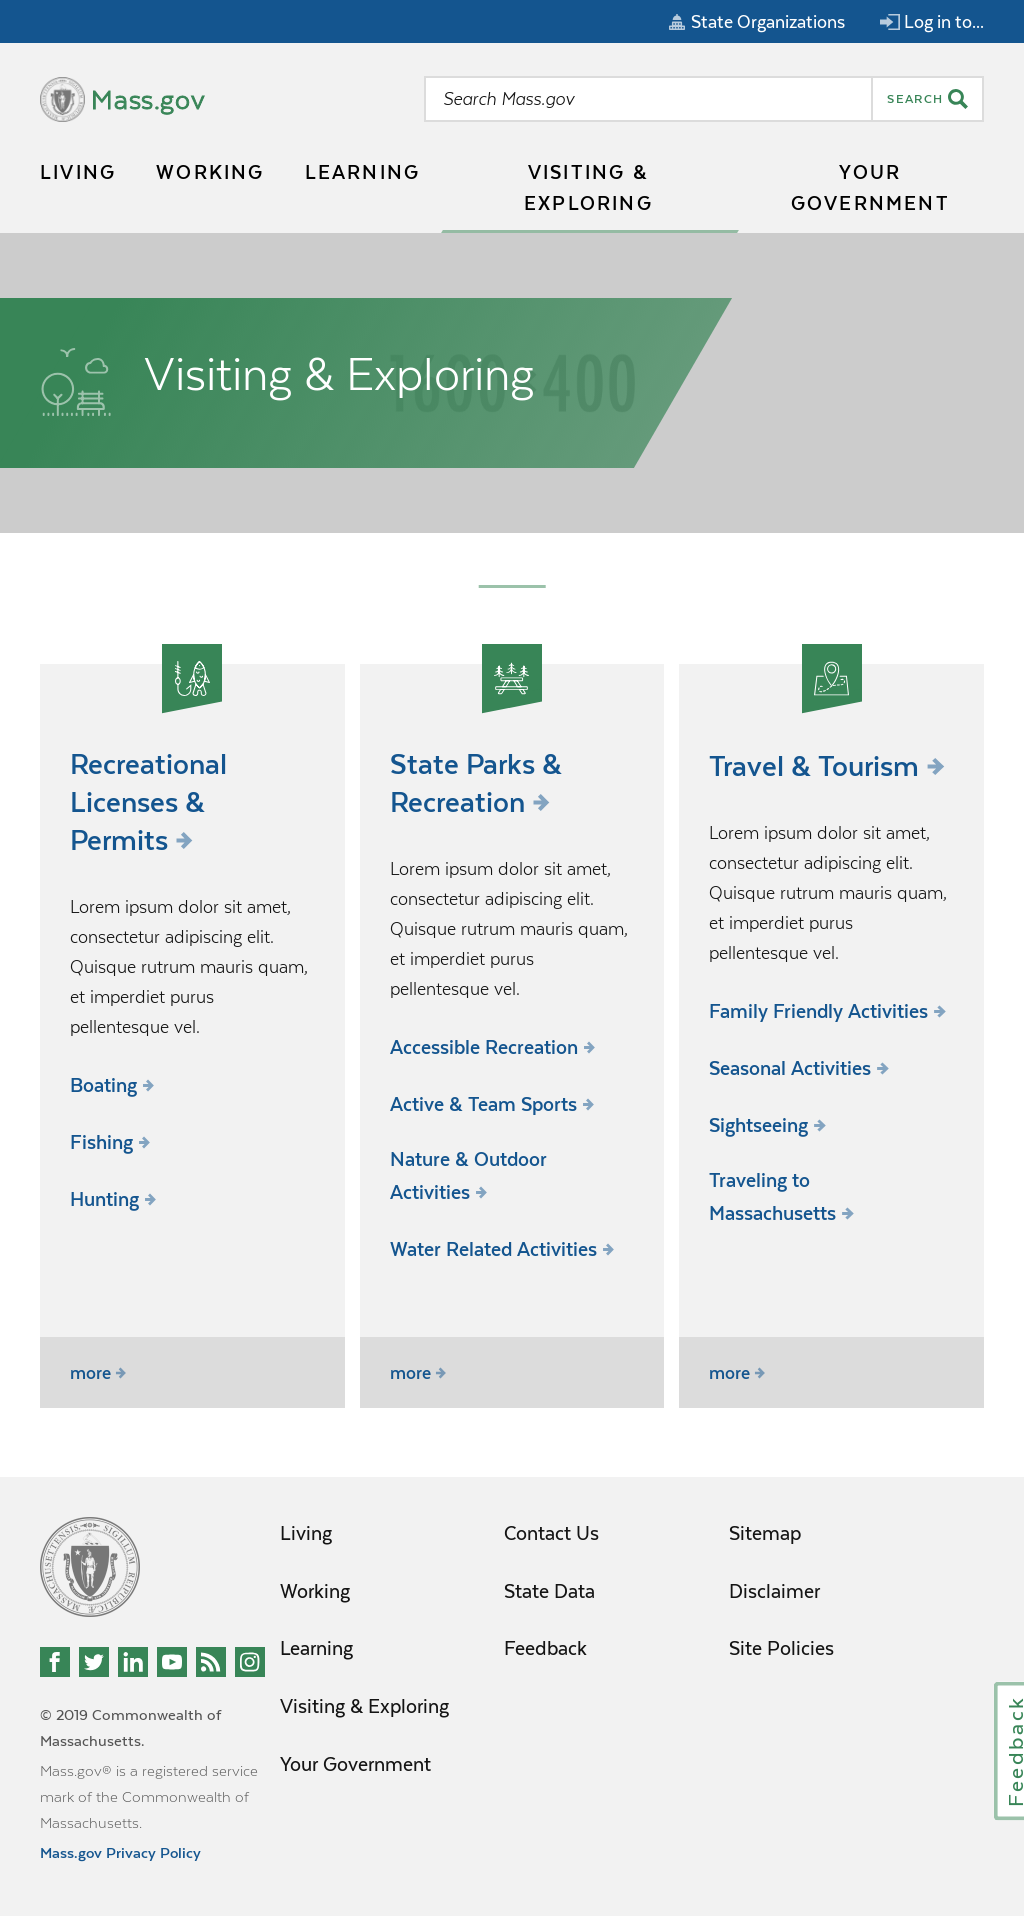 State Organizations
Log in to...
Mass.gov
Search Mass.gov
SEARCH
LIVING
WORKING
LEARNING
VISITING &
EXPLORING
YOUR
GOVERNMENT
1600 400
Visiting & Exploring
Recreational
Licenses &
Permits
Lorem ipsum dolor sit amet,
consectetur adipiscing elit.
Quisque rutrum mauris quam,
et imperdiet purus
pellentesque vel.
Boating
Fishing
Hunting
more
State Parks &
Recreation
Lorem ipsum dolor sit amet,
consectetur adipiscing elit.
Quisque rutrum mauris quam,
et imperdiet purus
pellentesque vel.
Accessible Recreation
Active & Team Sports
Nature & Outdoor
Activities
Water Related Activities
more
Travel & Tourism
Lorem ipsum dolor sit amet,
consectetur adipiscing elit.
Quisque rutrum mauris quam,
et imperdiet purus
pellentesque vel.
Family Friendly Activities
Seasonal Activities
Sightseeing
Traveling to
Massachusetts
more
Living
Working
Learning
Visiting & Exploring
Your Government
Contact Us
State Data
Feedback
Sitemap
Disclaimer
Site Policies
© 2019 Commonwealth of
Massachusetts.
Mass.gov® is a registered service
mark of the Commonwealth of
Massachusetts.
Mass.gov Privacy Policy
Feedback